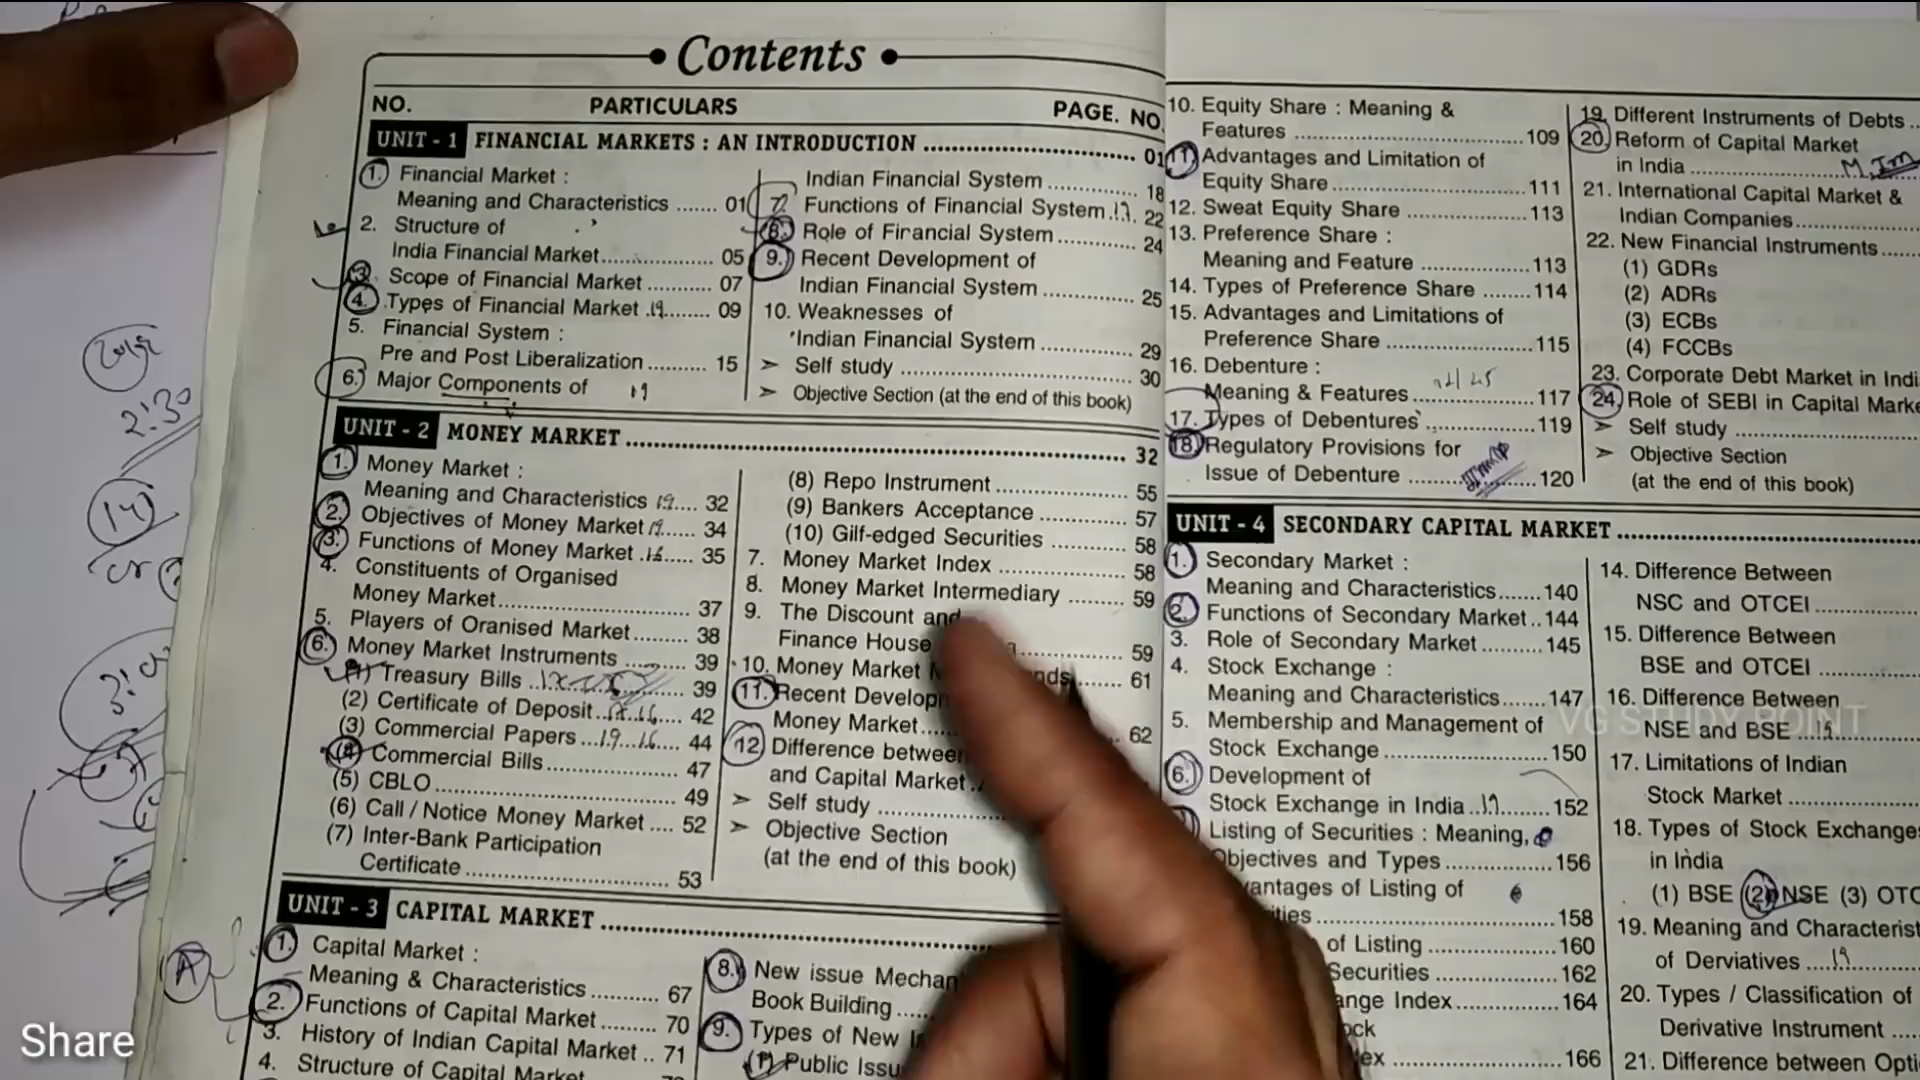 • Contents •
NO. PARTICULARS PAGE. NO.
UNIT - 1 FINANCIAL MARKETS : AN INTRODUCTION .......... 01
1. Financial Market :
Meaning and Characteristics ....... 01
2. Structure of
India Financial Market ............ 05
3. Scope of Financial Market ........... 07
4. Types of Financial Market .19........ 09
5. Financial System :
Pre and Post Liberalization .......... 15
6. Major Components of 19
Indian Financial System ............. 18
7. Functions of Financial System ... 22
8. Role of Financial System ............ 24
9. Recent Development of
Indian Financial System .............. 25
10. Weaknesses of
Indian Financial System .............. 29
➢ Self study .............. 30
➢ Objective Section (at the end of this book)
UNIT - 2 MONEY MARKET .......... 32
1. Money Market :
Meaning and Characteristics 19.... 32
2. Objectives of Money Market ...... 34
3. Functions of Money Market .16.... 35
4. Constituents of Organised
Money Market .......... 37
5. Players of Oranised Market ......... 38
6. Money Market Instruments ......... 39
(1) Treasury Bills .......... 39
(2) Certificate of Deposit .......... 42
(3) Commercial Papers ...19...16.... 44
(4) Commercial Bills .......... 47
(5) CBLO .......... 49
(6) Call / Notice Money Market .... 52
(7) Inter-Bank Participation
Certificate .......... 53
(8) Repo Instrument .......... 55
(9) Bankers Acceptance ............ 57
(10) Gilf-edged Securities .......... 58
7. Money Market Index .......... 58
8. Money Market Intermediary ........ 59
9. The Discount and
Finance House .......... 59
10. Money Market ....... 61
11. Recent
Money Market .......... 62
12. Difference between
and Capital Market
➢ Self study ..........
➢ Objective Section
(at the end of this book)
UNIT - 3 CAPITAL MARKET ..........
1. Capital Market :
Meaning & Characteristics ........... 67
2. Functions of Capital Market ......... 70
3. History of Indian Capital Market .. 71
4. Structure of Capital Market
8. New issue
Book Building ......
9. Types of New
(1) Public
10. Equity Share : Meaning &
Features .......... 109
11. Advantages and Limitation of
Equity Share .......... 111
12. Sweat Equity Share .......... 113
13. Preference Share :
Meaning and Feature .......... 113
14. Types of Preference Share ........ 114
15. Advantages and Limitations of
Preference Share .......... 115
16. Debenture :
Meaning & Features .......... 117
17. Types of Debentures .......... 119
18. Regulatory Provisions for
Issue of Debenture .......... 120
19. Different Instruments of Debts ..
20. Reform of Capital Market
in India ..........
21. International Capital Market &
Indian Companies ..........
22. New Financial Instruments ......
(1) GDRs
(2) ADRs
(3) ECBs
(4) FCCBs
23. Corporate Debt Market in
24. Role of SEBI in Capital
➢ Self study ..........
➢ Objective Section
(at the end of this book)
UNIT - 4 SECONDARY CAPITAL MARKET ..........
1. Secondary Market :
Meaning and Characteristics ....... 140
2. Functions of Secondary Market .. 144
3. Role of Secondary Market ......... 145
4. Stock Exchange :
Meaning and Characteristics ....... 147
5. Membership and Management of
Stock Exchange .......... 150
6. Development of
Stock Exchange in India .......... 152
Listing of Securities : Meaning,
Objectives and Types .......... 156
of Listing of
.......... 158
of Listing .......... 160
Securities .......... 162
Index .......... 164
.......... 166
14. Difference Between
NSC and OTCEI ..........
15. Difference Between
BSE and OTCEI ..........
16. Difference Between
NSE and BSE ..........
17. Limitations of Indian
Stock Market ..........
18. Types of Stock
in India
(1) BSE (2) NSE (3)
19. Meaning and
of Derviatives ....19........
20. Types / Classification of
Derivative Instrument ....
21. Difference between
2:30
A
VG STUDY POINT
Share